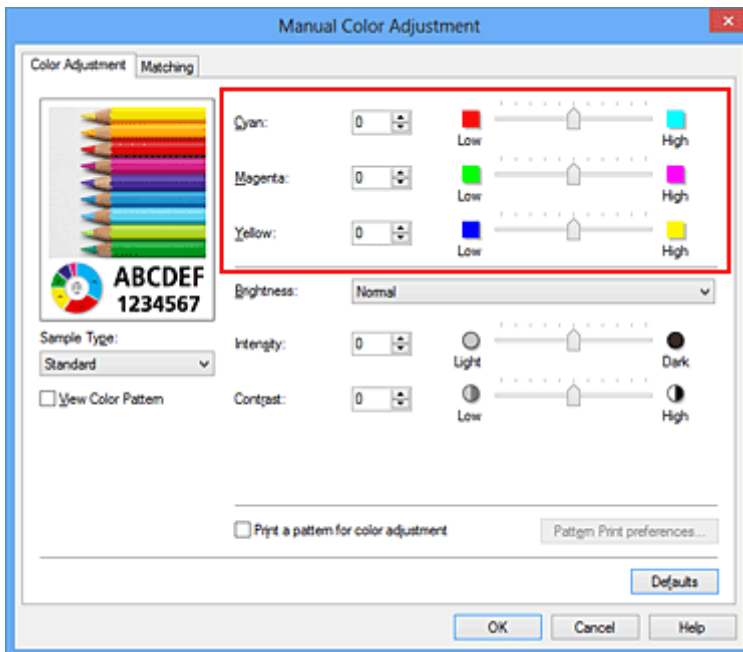 Manual Color Adjustment
Color Adjustment Matching
Cyan: 0 Low High
Magenta: 0 Low High
Yellow: 0 Low High
ABCDEF
1234567
Brightness: Normal
Sample Type:
Standard
Intensity: 0 Light Dark
View Color Pattern
Contrast: 0 Low High
Print a pattern for color adjustment Pattern Print preferences...
Defaults
OK Cancel Help